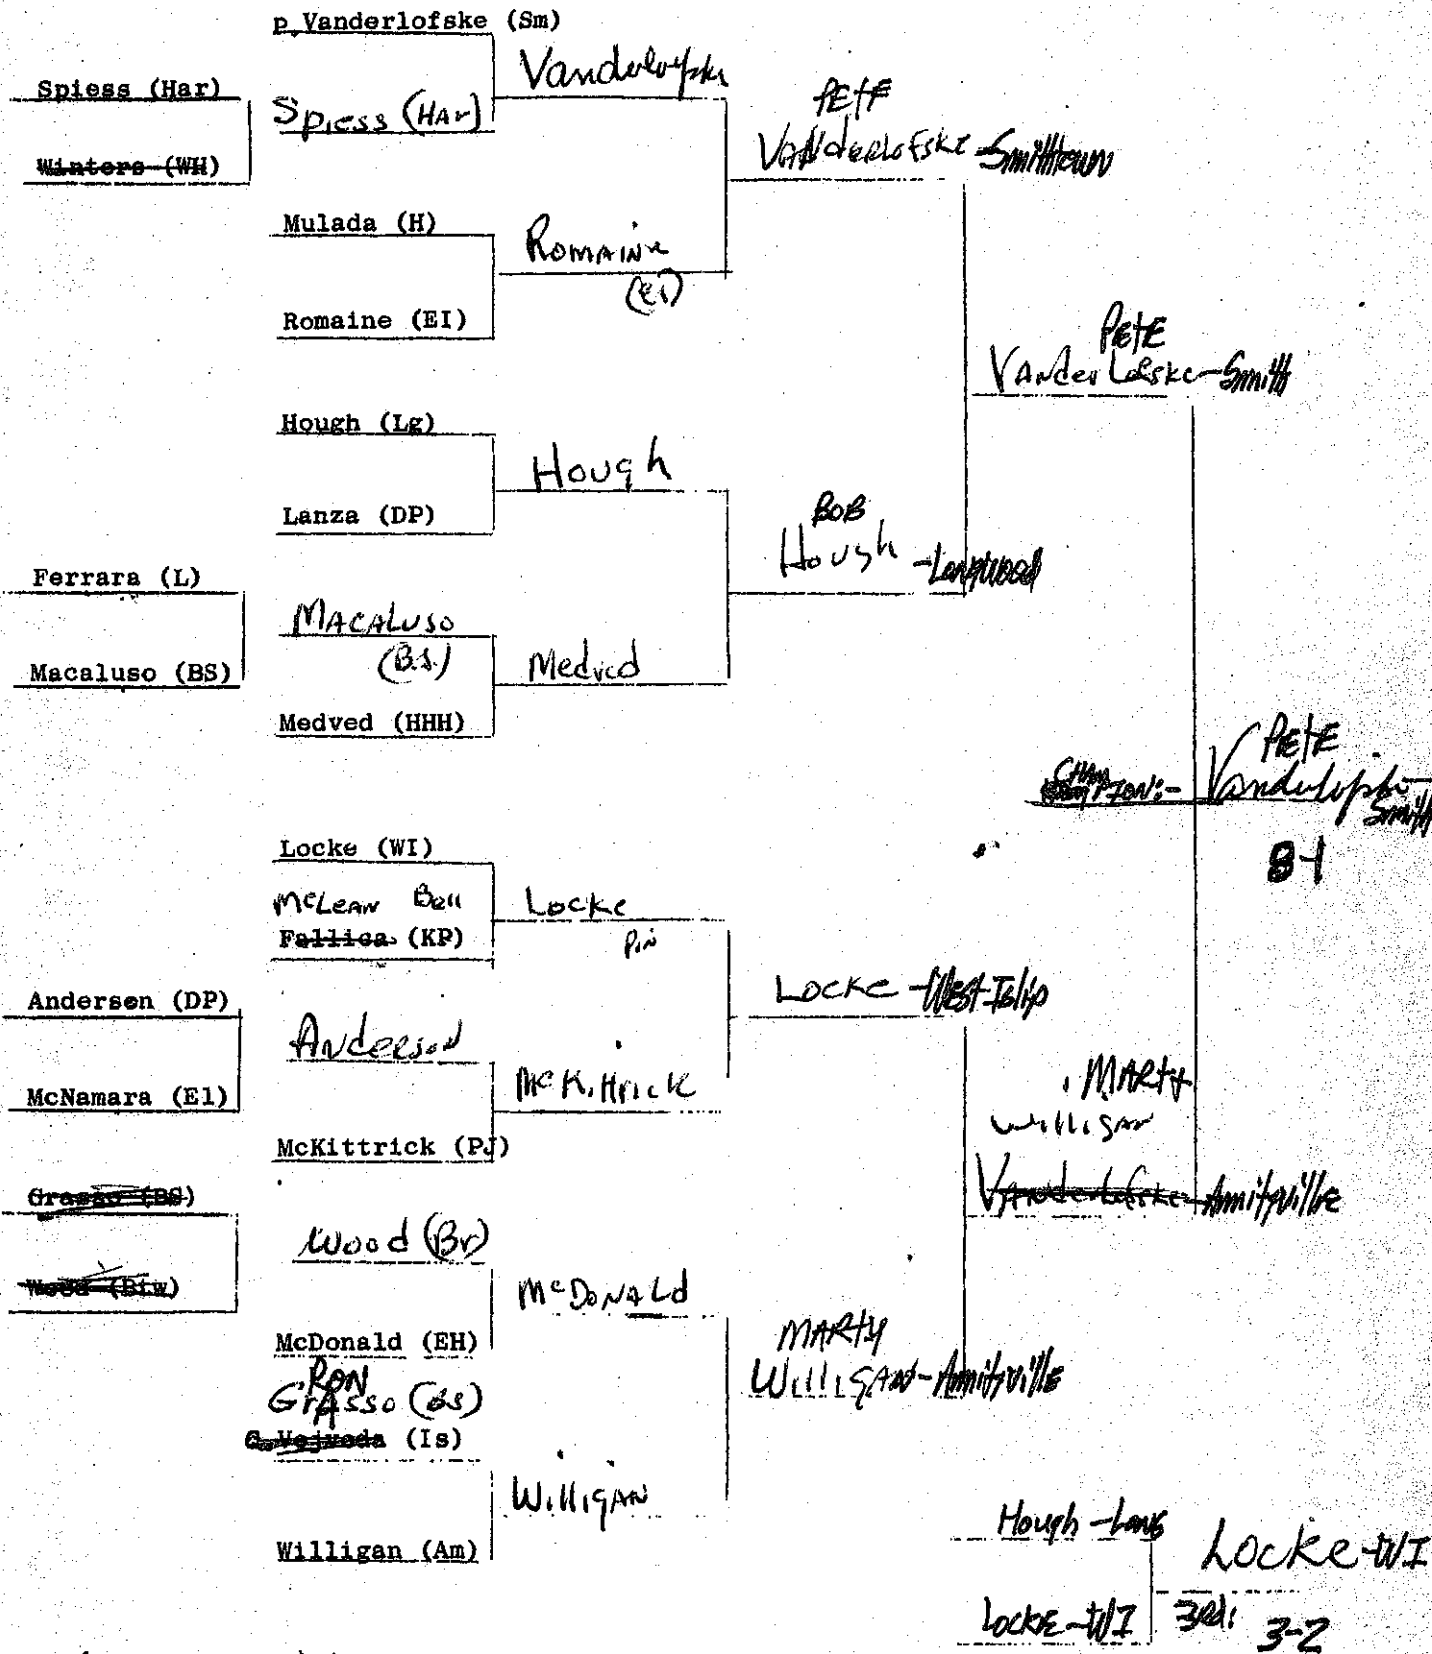 p Vanderlofske (Sm)
Spiess (Har)
Winters (WH)
Spiess (HAr)
Vanderlofske
PEtE
VANderlofske - Smithtown
Mulada (H)
Romaine (EI)
ROMAINE
(EI)
PEtE
VANderLofske - Smith
Hough (Lg)
Lanza (DP)
Hough
BOB
Hough - Longwood
Ferrara (L)
Macaluso (BS)
MACALUSO
(B.S.)
Medved (HHH)
Medved
CHAMPION:-
PEtE
Vanderlofske -
Smith
8-1
Locke (WI)
McLEAN Bell
Fallica (KP)
Locke
Pin
Locke - West Islip
Andersen (DP)
McNamara (El)
Anderson
McKittrick (PJ)
McKittrick
MARty
Willigan
VANderLofske - Amityville
Grasso (BS)
Wood (Btw)
Wood (Br)
McDonald (EH)
McDONALd
MARty
WilligAN - Amityville
RON
GrAsso (BS)
G. Vojvoda (Is)
Willigan (Am)
WilligAN
Hough - Long
Locke - WI
Locke - WI
3rd: 3-2